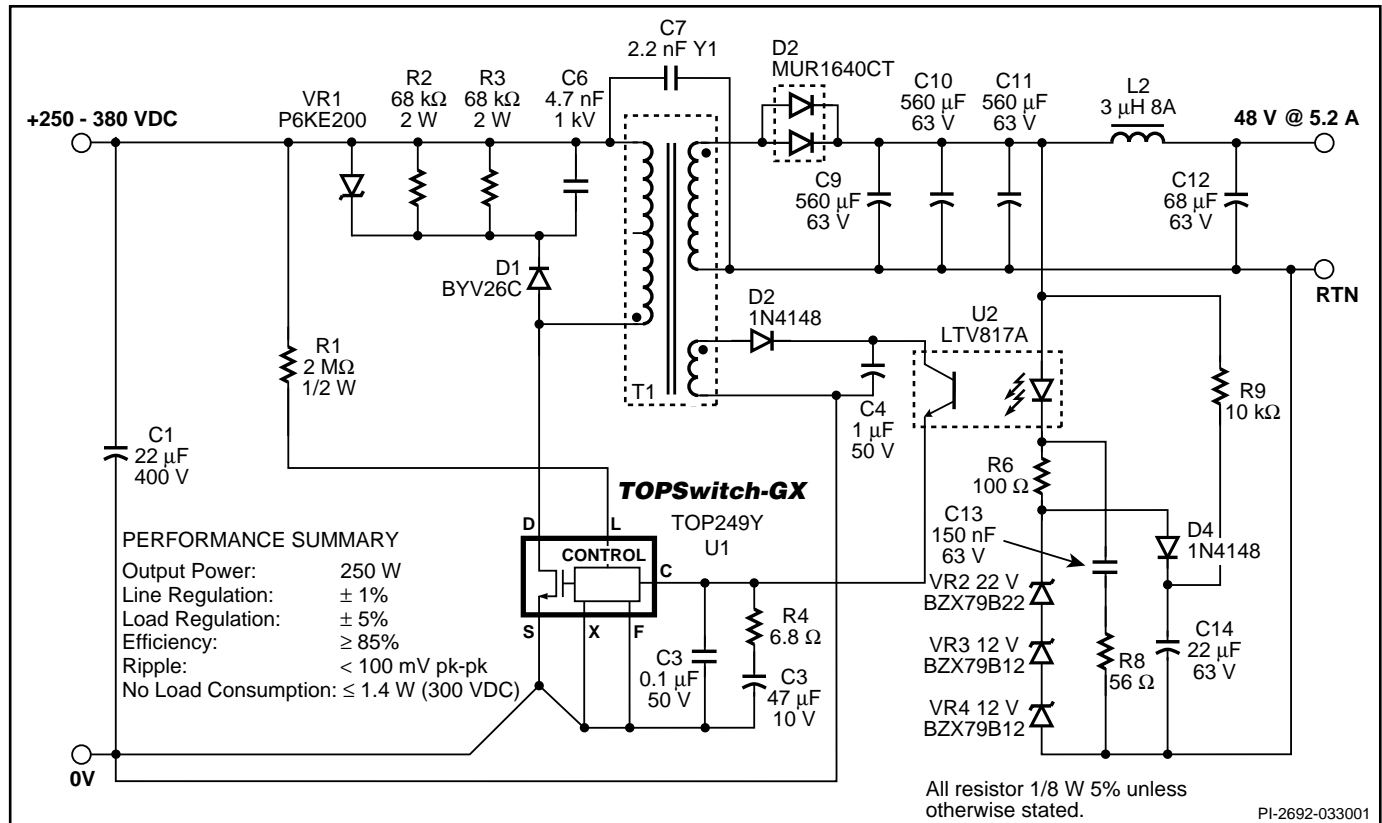 C7
2.2 nF Y1
D2
MUR1640CT
R2
68 kΩ
2 W
R3
68 kΩ
2 W
C6
4.7 nF
1 kV
C10
560 µF
63 V
C11
560 µF
63 V
L2
3 µH 8A
VR1
P6KE200
+250 - 380 VDC
48 V @ 5.2 A
C9
560 µF
63 V
C12
68 µF
63 V
D1
BYV26C
RTN
D2
1N4148
U2
LTV817A
R1
2 MΩ
1/2 W
T1
C4
1 µF
50 V
R9
10 kΩ
C1
22 µF
400 V
R6
100 Ω
TOPSwitch-GX
TOP249Y
U1
D
L
CONTROL
C
S
X
F
C13
150 nF
63 V
D4
1N4148
PERFORMANCE SUMMARY
Output Power: 250 W
Line Regulation: ± 1%
Load Regulation: ± 5%
Efficiency: ≥ 85%
Ripple: < 100 mV pk-pk
No Load Consumption: ≤ 1.4 W (300 VDC)
R4
6.8 Ω
C3
0.1 µF
50 V
C3
47 µF
10 V
VR2 22 V
BZX79B22
VR3 12 V
BZX79B12
VR4 12 V
BZX79B12
R8
56 Ω
C14
22 µF
63 V
0V
All resistor 1/8 W 5% unless
otherwise stated.
PI-2692-033001